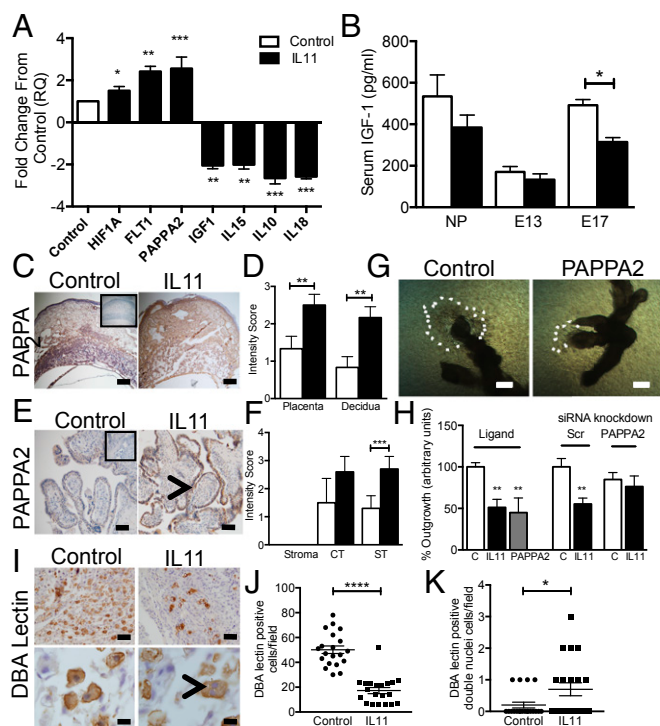 A
Control
IL11
Fold Change From
Control (RQ)
4
2
0
-2
-4
*
**
***
**
**
***
***
Control
HIF1A
FLT1
PAPPA2
IGF1
IL15
IL10
IL18
B
Serum IGF-1 (pg/ml)
800
600
400
200
0
*
NP
E13
E17
C
Control
IL11
PAPPA
2
D
Intensity Score
3
2
1
0
**
**
Placenta
Decidua
E
Control
IL11
PAPPA2
F
Intensity Score
4
2
0
***
Stroma
CT
ST
G
Control
PAPPA2
H
% Outgrowth (arbitrary units)
150
100
50
0
Ligand
siRNA knockdown
Scr
PAPPA2
**
**
**
C
IL11
PAPPA2
C
IL11
C
IL11
I
Control
IL11
DBA Lectin
J
DBA lectin positive
cells/field
100
80
60
40
20
0
****
Control
IL11
K
DBA lectin positive
double nuclei cells/field
4
3
2
1
0
*
Control
IL11